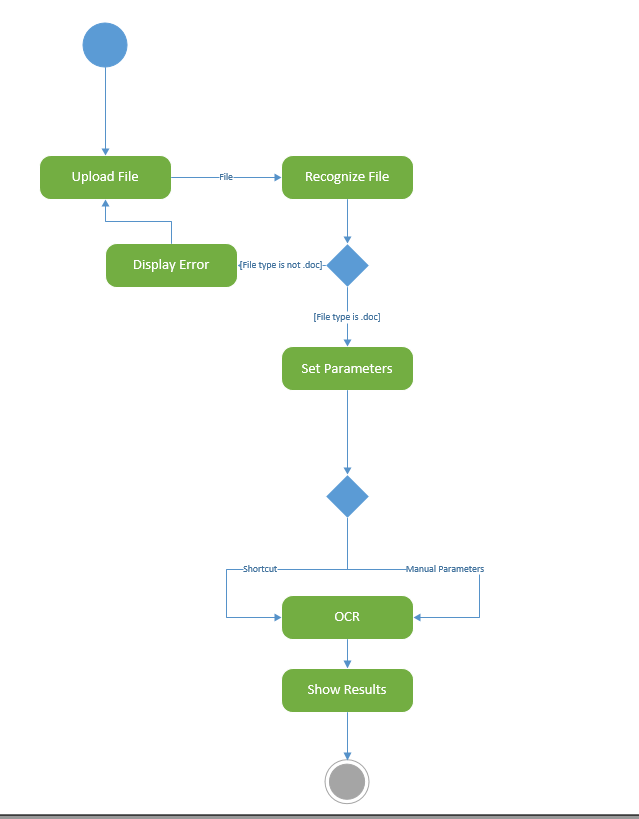 Upload File
File
Recognize File
Display Error
[File type is not .doc]
[File type is .doc]
Set Parameters
Shortcut
Manual Parameters
OCR
Show Results